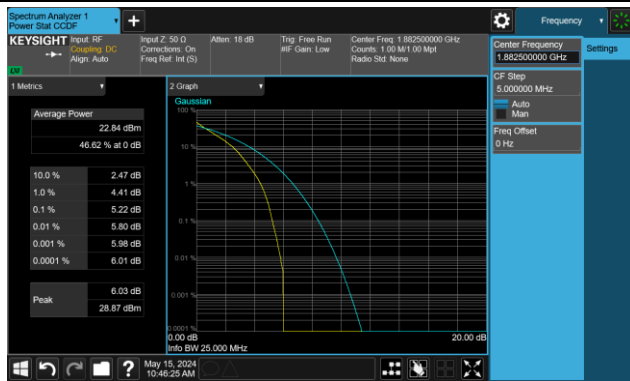 Spectrum Analyzer 1
Power Stat CCDF
Frequency
KEYSIGHT
Input: RF
Coupling: DC
Align: Auto
Input Z: 50 Ω
Corrections: On
Freq Ref: Int (S)
Atten: 18 dB
Trig: Free Run
#IF Gain: Low
Center Freq: 1.882500000 GHz
Counts: 1.00 M/1.00 Mpt
Radio Std: None
Center Frequency
1.882500000 GHz
Settings
CF Step
5.000000 MHz
Auto
Man
Freq Offset
0 Hz
1 Metrics
Average Power
22.84 dBm
46.62 % at 0 dB
10.0 % 2.47 dB
1.0 % 4.41 dB
0.1 % 5.22 dB
0.01 % 5.80 dB
0.001 % 5.98 dB
0.0001 % 6.01 dB
Peak
6.03 dB
28.87 dBm
2 Graph
Gaussian
100 %
10 %
1 %
0.1 %
0.01 %
0.001 %
0.0001 %
0.00 dB 20.00 dB
Info BW 25.000 MHz
?
May 15, 2024
10:46:25 AM